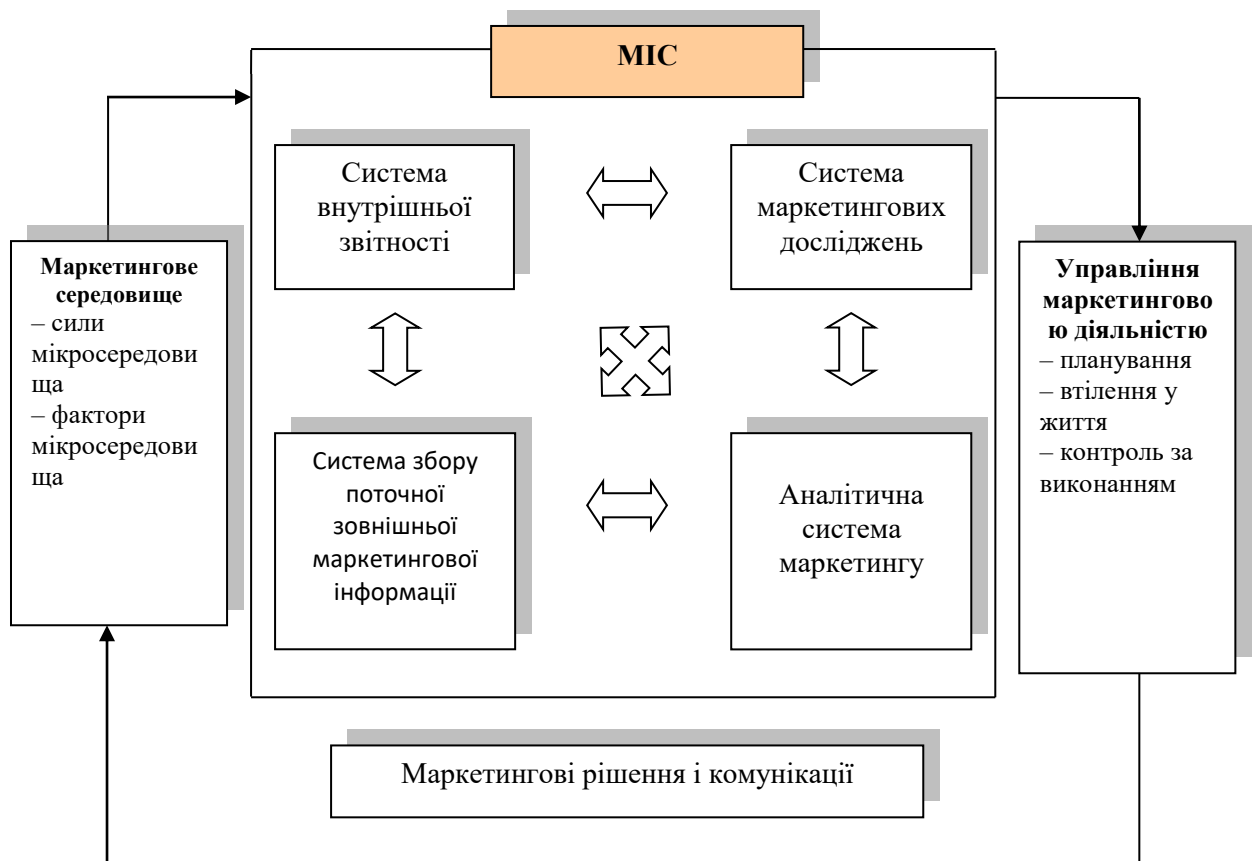 МІС
Система
внутрішньої
звітності
Система
маркетингових
досліджень
Маркетингове
середовище
– сили
мікросередови
ща
– фактори
мікросередови
ща
Управління
маркетингово
ю діяльністю
– планування
– втілення у
життя
– контроль за
виконанням
Система збору
поточної
зовнішньої
маркетингової
інформації
Аналітична
система
маркетингу
Маркетингові рішення і комунікації